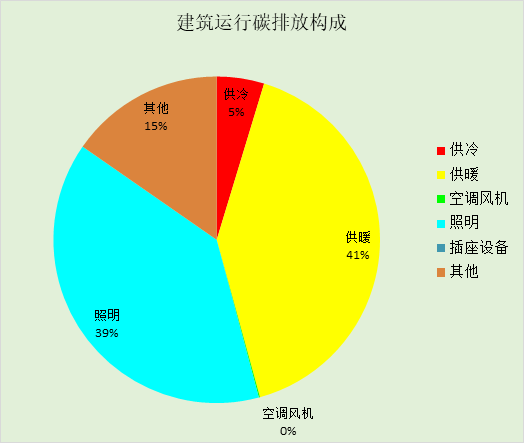 建筑运行碳排放构成
供冷
5%
其他
15%
供暖
41%
照明
39%
空调风机
0%
供冷
供暖
空调风机
照明
插座设备
其他